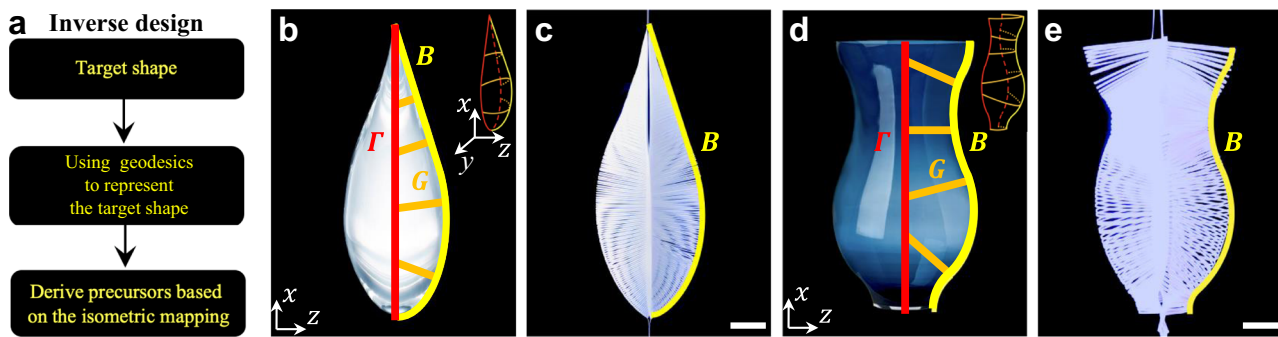 a Inverse design
Target shape
Using geodesics
to represent
the target shape
Derive precursors based
on the isometric mapping
b
B
x
y
z
Γ
G
x
z
c
B
d
Γ
B
G
x
z
e
B